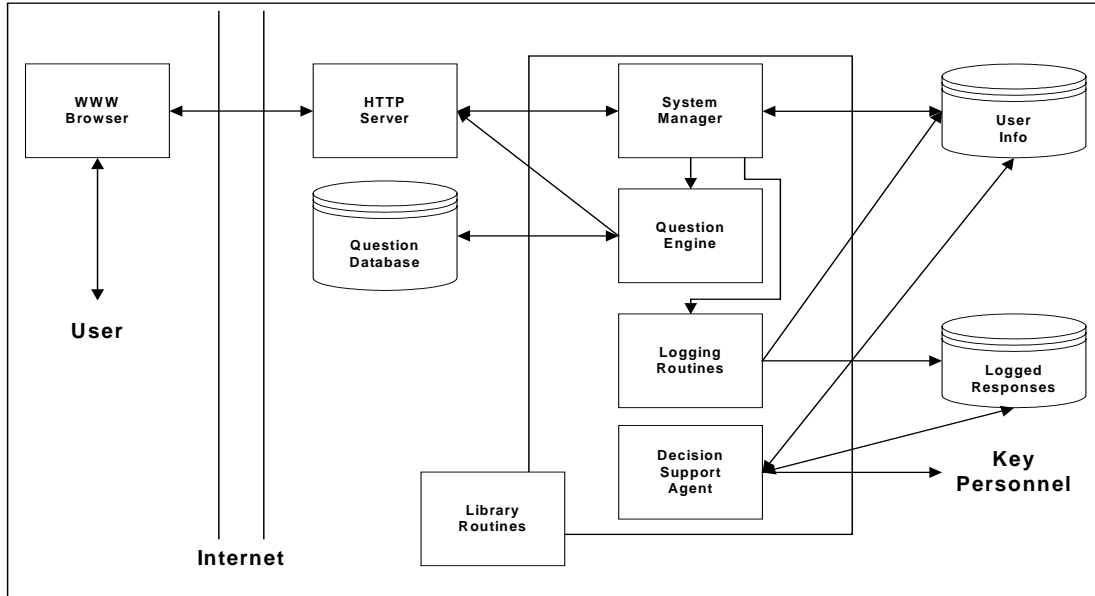 WWW
Browser
HTTP
Server
System
Manager
User
Info
Question
Database
Question
Engine
User
Logging
Routines
Logged
Responses
Decision
Support
Agent
Key
Personnel
Library
Routines
Internet